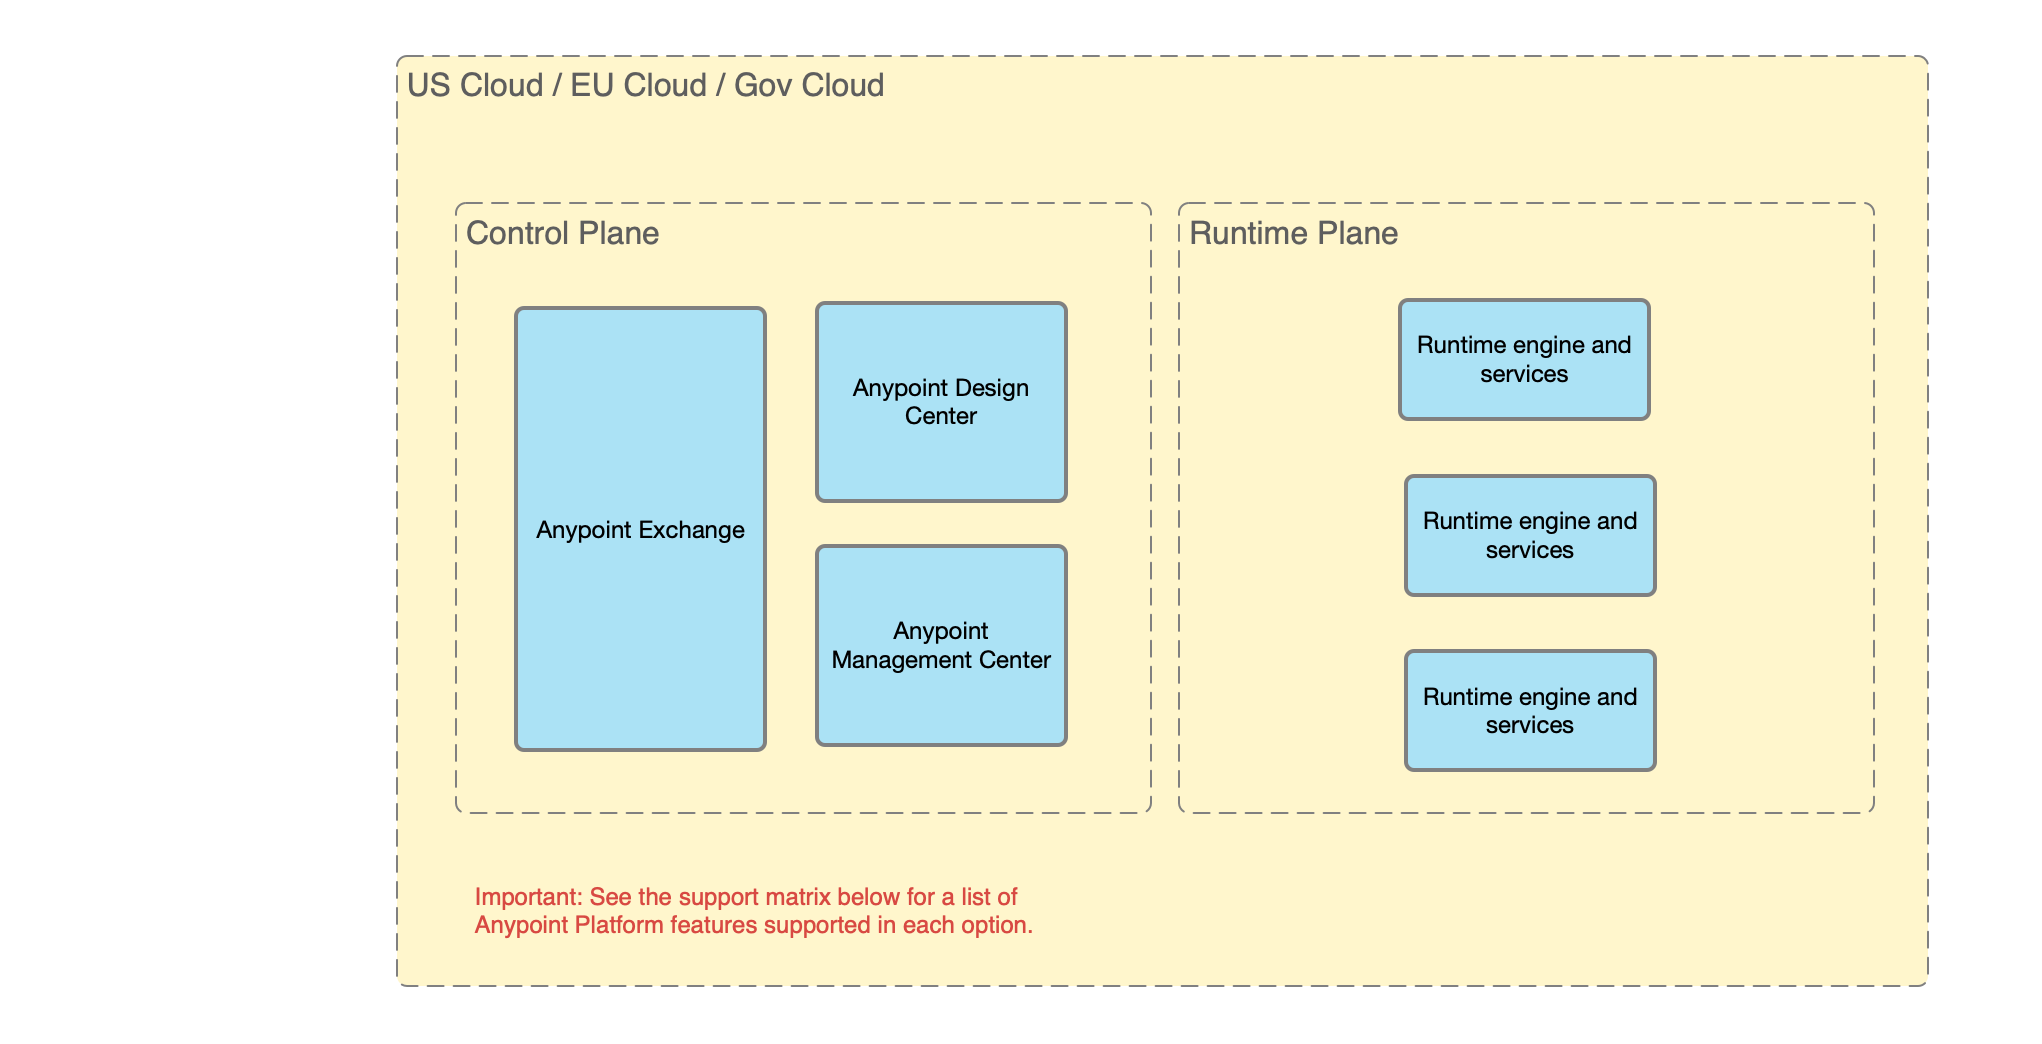 US Cloud / EU Cloud / Gov Cloud
Control Plane
Anypoint Exchange
Anypoint Design
Center
Anypoint
Management Center
Runtime Plane
Runtime engine and
services
Runtime engine and
services
Runtime engine and
services
Important: See the support matrix below for a list of
Anypoint Platform features supported in each option.